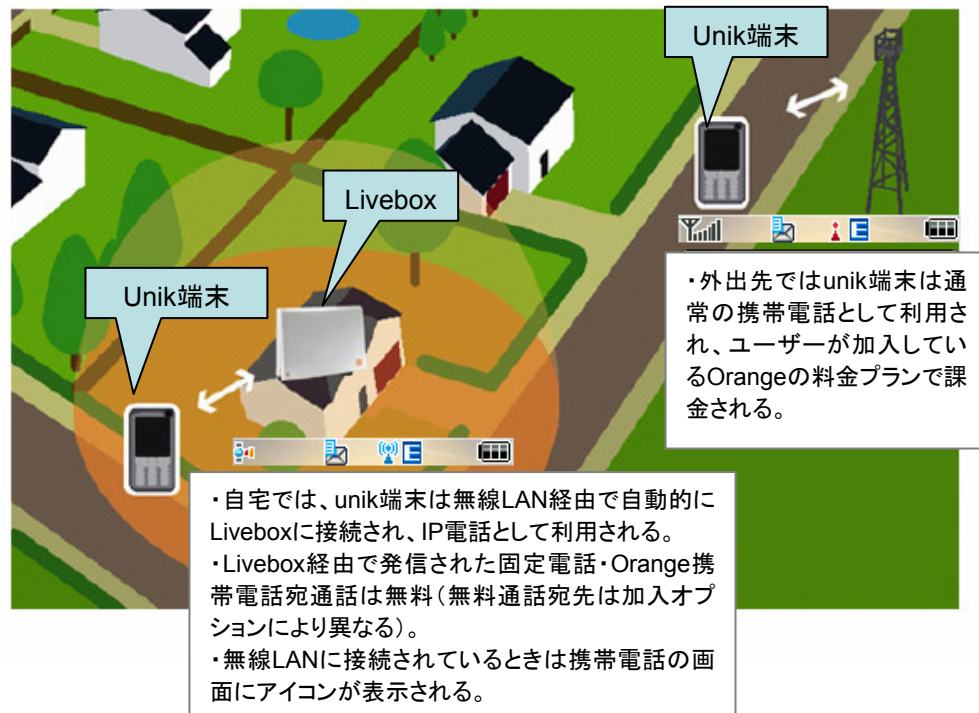 Unik端末
Livebox
Unik端末
E
・外出先ではunik端末は通
常の携帯電話として利用さ
れ、ユーザーが加入してい
るOrangeの料金プランで課
金される。
E
・自宅では、unik端末は無線LAN経由で自動的に
Liveboxに接続され、IP電話として利用される。
・Livebox経由で発信された固定電話・Orange携
帯電話宛通話は無料(無料通話宛先は加入オプ
ションにより異なる)。
・無線LANに接続されているときは携帯電話の画
面にアイコンが表示される。